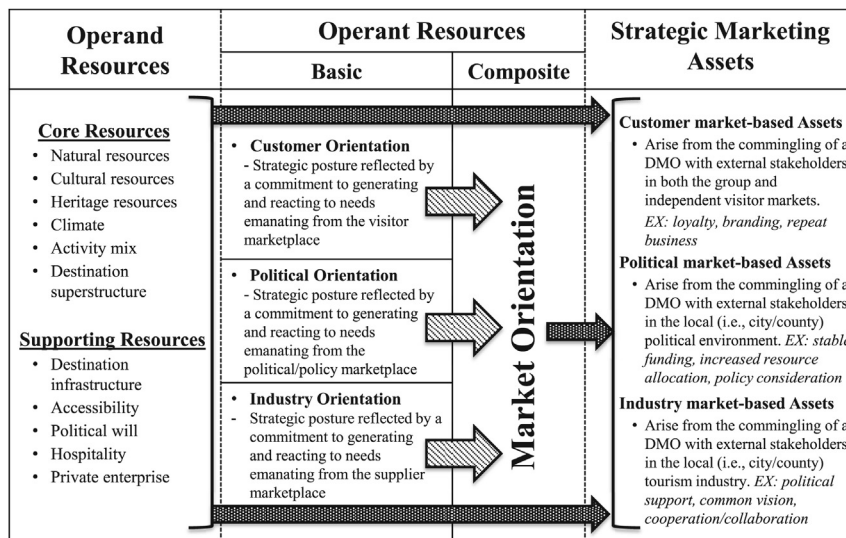 Operand
Resources
Operant Resources
Basic
Composite
Strategic Marketing
Assets
Core Resources
• Natural resources
• Cultural resources
• Heritage resources
• Climate
• Activity mix
• Destination
superstructure
Supporting Resources
• Destination
infrastructure
• Accessibility
• Political will
• Hospitality
• Private enterprise
• Customer Orientation
- Strategic posture reflected by
a commitment to generating
and reacting to needs
emanating from the visitor
marketplace
• Political Orientation
- Strategic posture reflected by
a commitment to generating
and reacting to needs
emanating from the
political/policy marketplace
• Industry Orientation
- Strategic posture reflected by a
commitment to generating
and reacting to needs
emanating from the supplier
marketplace
Market Orientation
Customer market-based Assets
• Arise from the commingling of a
DMO with external stakeholders
in both the group and
independent visitor markets.
EX: loyalty, branding, repeat
business
Political market-based Assets
• Arise from the commingling of a
DMO with external stakeholders
in the local (i.e., city/county)
political environment. EX: stable
funding, increased resource
allocation, policy consideration
Industry market-based Assets
• Arise from the commingling of a
DMO with external stakeholders
in the local (i.e., city/county)
tourism industry. EX: political
support, common vision,
cooperation/collaboration